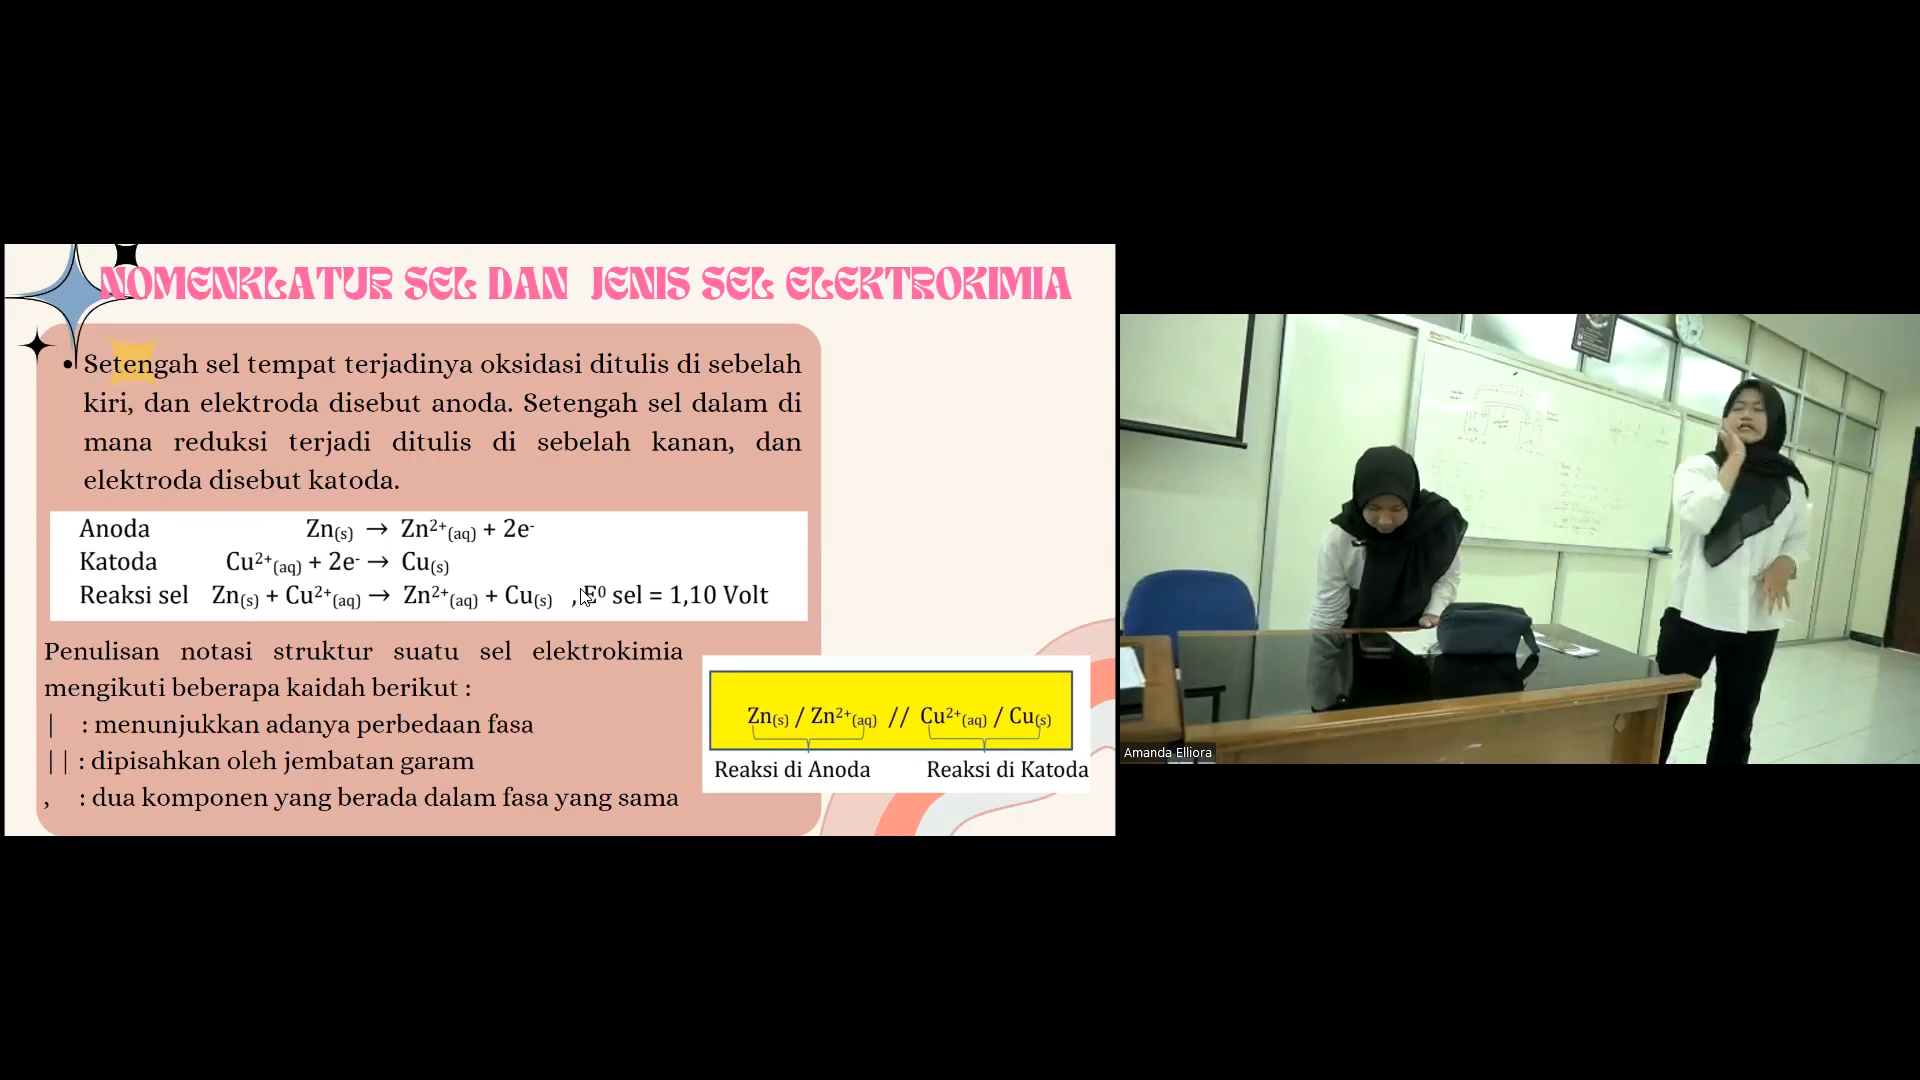 NOMENKLATUR SEL DAN JENIS SEL ELEKTROKIMIA
• Setengah sel tempat terjadinya oksidasi ditulis di sebelah
kiri, dan elektroda disebut anoda. Setengah sel dalam di
mana reduksi terjadi ditulis di sebelah kanan, dan
elektroda disebut katoda.
Anoda Zn(s) → Zn²⁺(aq) + 2e⁻
Katoda Cu²⁺(aq) + 2e⁻ → Cu(s)
Reaksi sel Zn(s) + Cu²⁺(aq) → Zn²⁺(aq) + Cu(s) , E⁰ sel = 1,10 Volt
Penulisan notasi struktur suatu sel elektrokimia
mengikuti beberapa kaidah berikut :
| : menunjukkan adanya perbedaan fasa
|| : dipisahkan oleh jembatan garam
, : dua komponen yang berada dalam fasa yang sama
Zn(s) / Zn²⁺(aq) // Cu²⁺(aq) / Cu(s)
Reaksi di Anoda Reaksi di Katoda
Amanda Elliora